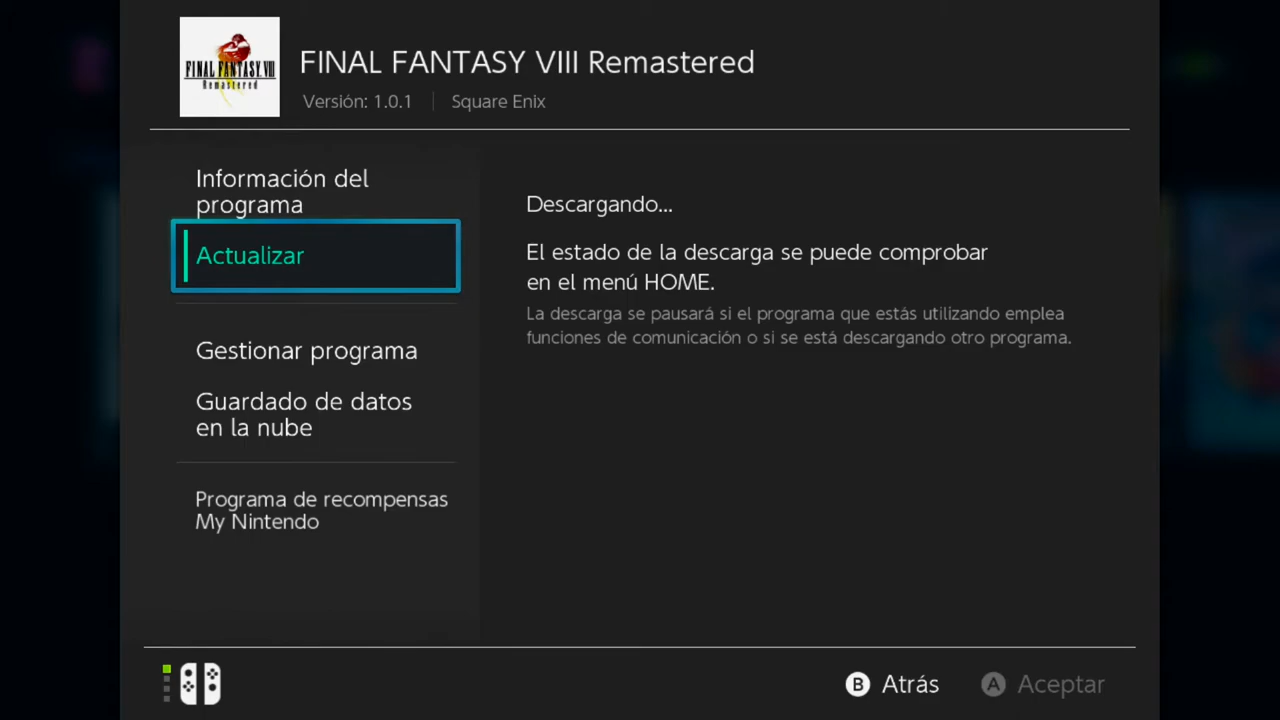 FINAL FANTASY VIII
Remastered
FINAL FANTASY VIII Remastered
Versión: 1.0.1
Square Enix
Información del
programa
Actualizar
Gestionar programa
Guardado de datos
en la nube
Programa de recompensas
My Nintendo
Descargando...
El estado de la descarga se puede comprobar
en el menú HOME.
La descarga se pausará si el programa que estás utilizando emplea
funciones de comunicación o si se está descargando otro programa.
B Atrás
A Aceptar